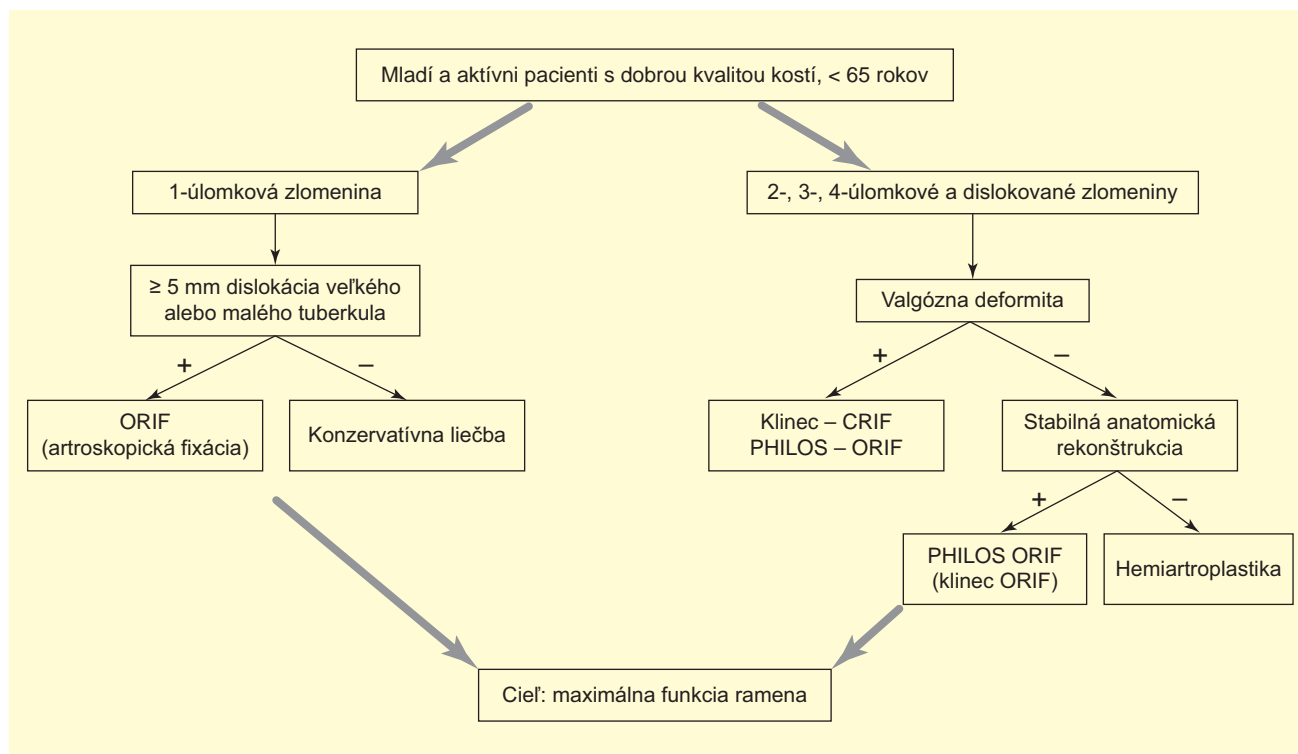 Mladí a aktívni pacienti s dobrou kvalitou kostí, < 65 rokov
1-úlomková zlomenina
2-, 3-, 4-úlomkové a dislokované zlomeniny
≥ 5 mm dislokácia veľkého
alebo malého tuberkula
Valgózna deformita
+
–
+
–
ORIF
(artroskopická fixácia)
Konzervatívna liečba
Klinec – CRIF
PHILOS – ORIF
Stabilná anatomická
rekonštrukcia
+
–
PHILOS ORIF
(klinec ORIF)
Hemiartroplastika
Cieľ: maximálna funkcia ramena